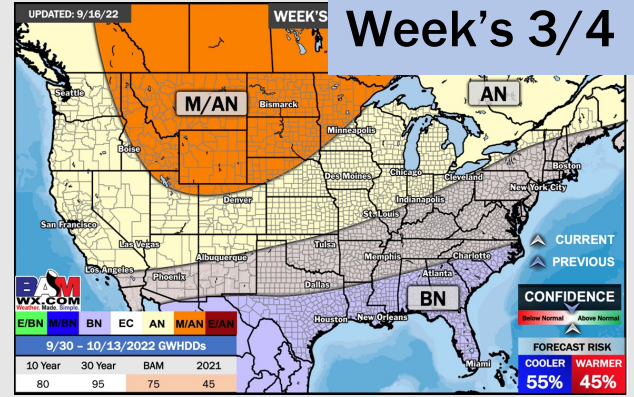 UPDATED: 9/16/22
WEEK'S
Week's 3/4
AN
M/AN
Seattle
Bismarck
Minneapolis
Boise
Boston
Des Moines
Chicago
Cleveland
New York City
Denver
Indianapolis
San Francisco
St. Louis
Las Vegas
CURRENT
Tulsa
Albuquerque
Memphis
Charlotte
PREVIOUS
Los Angeles
Phoenix
Atlanta
BAM
WX.COM
Weather. Made. Simple.
Dallas
BN
CONFIDENCE
Below Normal
Above Normal
Houston
New Orleans
E/BN M/BN BN EC AN M/AN E/AN
9/30 – 10/13/2022 GWHDDs
FORECAST RISK
10 Year 30 Year BAM 2021
COOLER WARMER
Miami
80 95 75 45
55% 45%